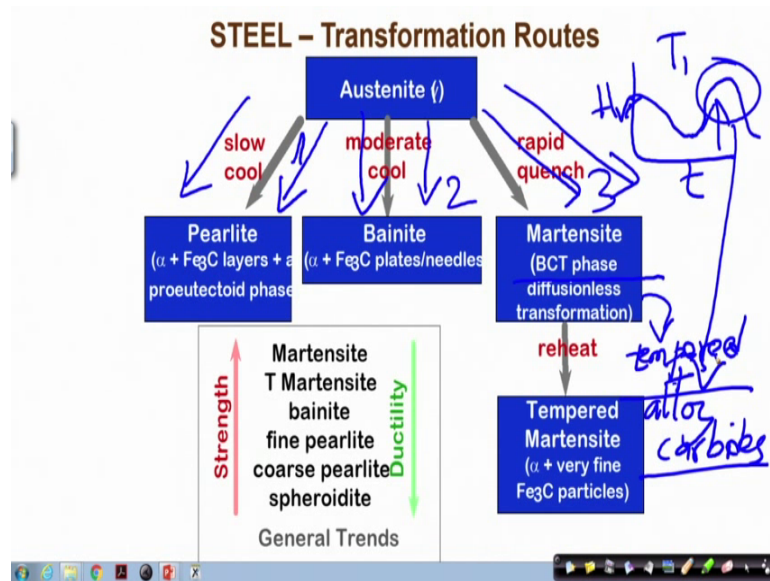 STEEL – Transformation Routes
Austenite (γ)
slow
cool
moderate
cool
rapid
quench
1
2
3
T₁
Hv
t
Pearlite
(α + Fe3C layers + a
proeutectoid phase
Bainite
(α + Fe3C plates/needles
Martensite
(BCT phase
diffusionless
transformation)
reheat
tempered
+
alloy
carbides
Tempered
Martensite
(α + very fine
Fe3C particles)
Strength
Martensite
T Martensite
bainite
fine pearlite
coarse pearlite
spheroidite
Ductility
General Trends